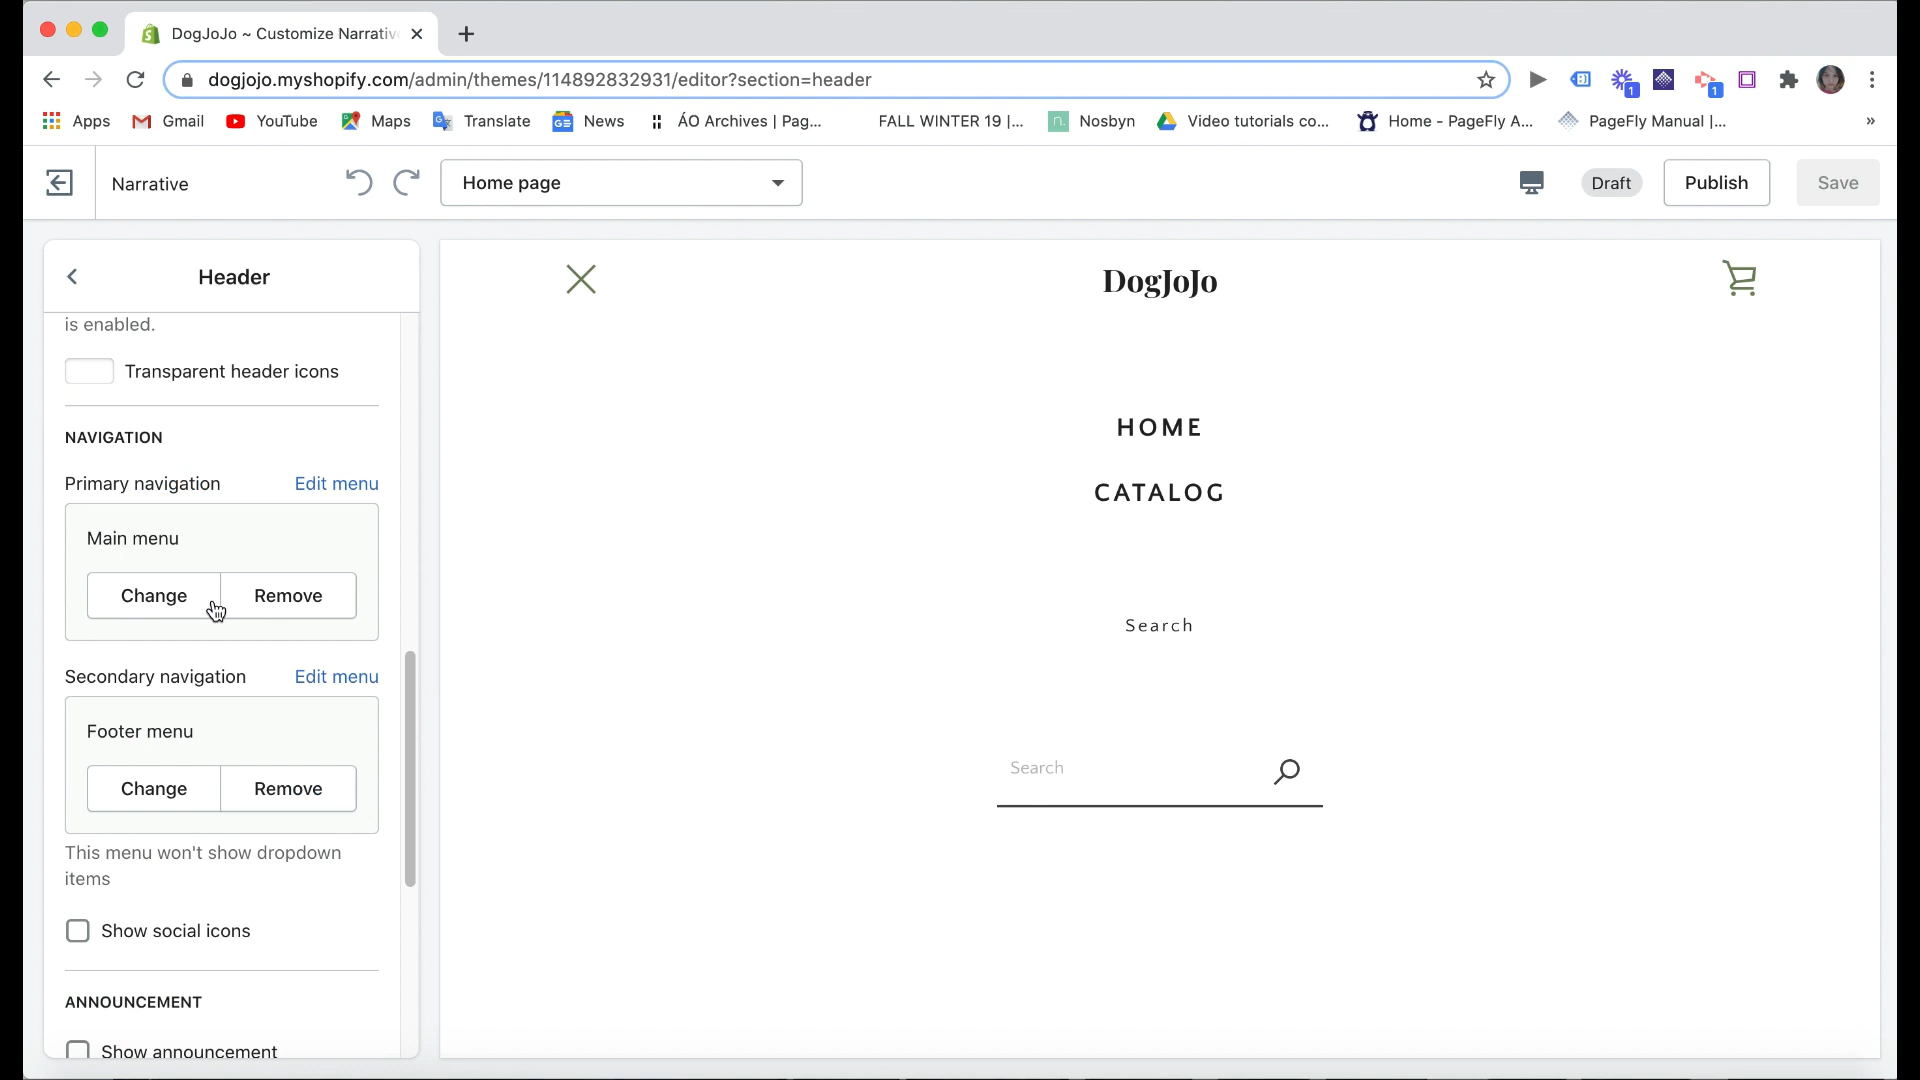 DogJoJo ~ Customize Narrativ
dogjojo.myshopify.com/admin/themes/114892832931/editor?section=header
1
1
Apps
Gmail
YouTube
Maps
Translate
News
ÁO Archives | Pag...
FALL WINTER 19 |...
n.
Nosbyn
Video tutorials co...
Home - PageFly A...
PageFly Manual |...
»
Narrative
Home page
Draft
Publish
Save
Header
is enabled.
Transparent header icons
NAVIGATION
Primary navigation
Edit menu
Main menu
Change
Remove
Secondary navigation
Edit menu
Footer menu
Change
Remove
This menu won't show dropdown
items
Show social icons
ANNOUNCEMENT
Show announcement
DogJoJo
HOME
CATALOG
Search
Search